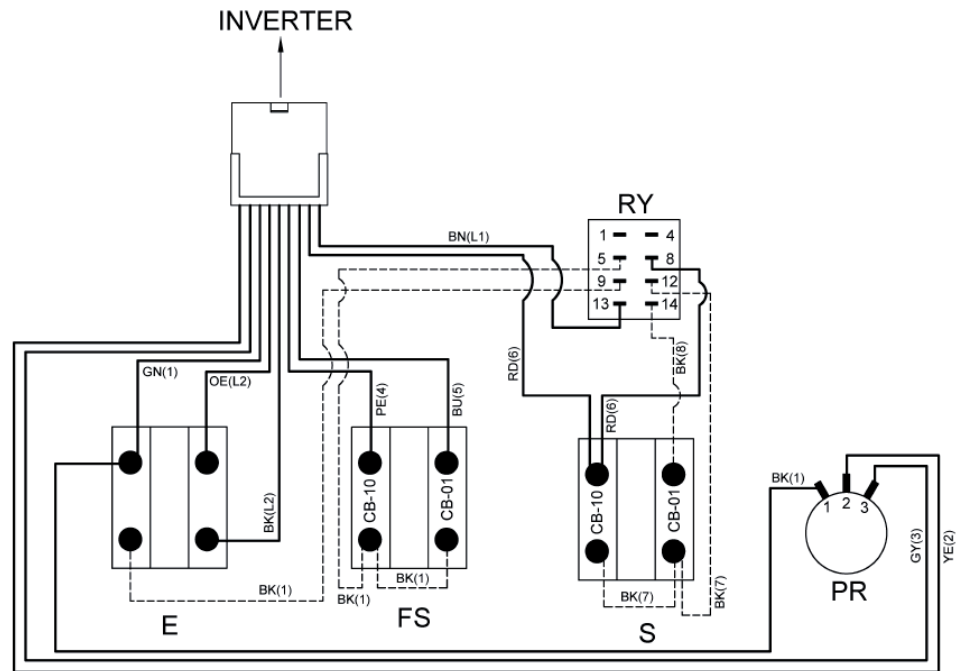 INVERTER
RY
BN(L1)
1 4
5 8
9 12
13 14
GN(1)
OE(L2)
PE(4)
BU(5)
RD(6)
BK(8)
RD(6)
BK(L2)
CB-10
CB-01
CB-10
CB-01
BK(1)
1 2 3
GY(3)
YE(2)
BK(1)
BK(1)
BK(1)
BK(7)
BK(7)
PR
E
FS
S